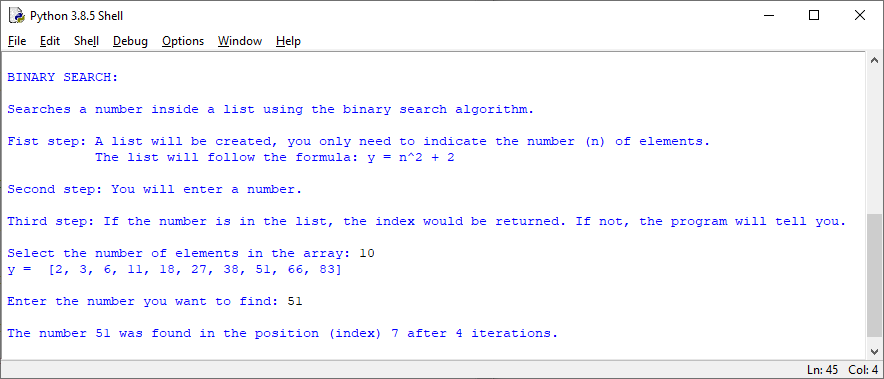 Python 3.8.5 Shell
File Edit Shell Debug Options Window Help
BINARY SEARCH:
Searches a number inside a list using the binary search algorithm.
Fist step: A list will be created, you only need to indicate the number (n) of elements.
The list will follow the formula: y = n^2 + 2
Second step: You will enter a number.
Third step: If the number is in the list, the index would be returned. If not, the program will tell you.
Select the number of elements in the array: 10
y =  [2, 3, 6, 11, 18, 27, 38, 51, 66, 83]
Enter the number you want to find: 51
The number 51 was found in the position (index) 7 after 4 iterations.
Ln: 45 Col: 4